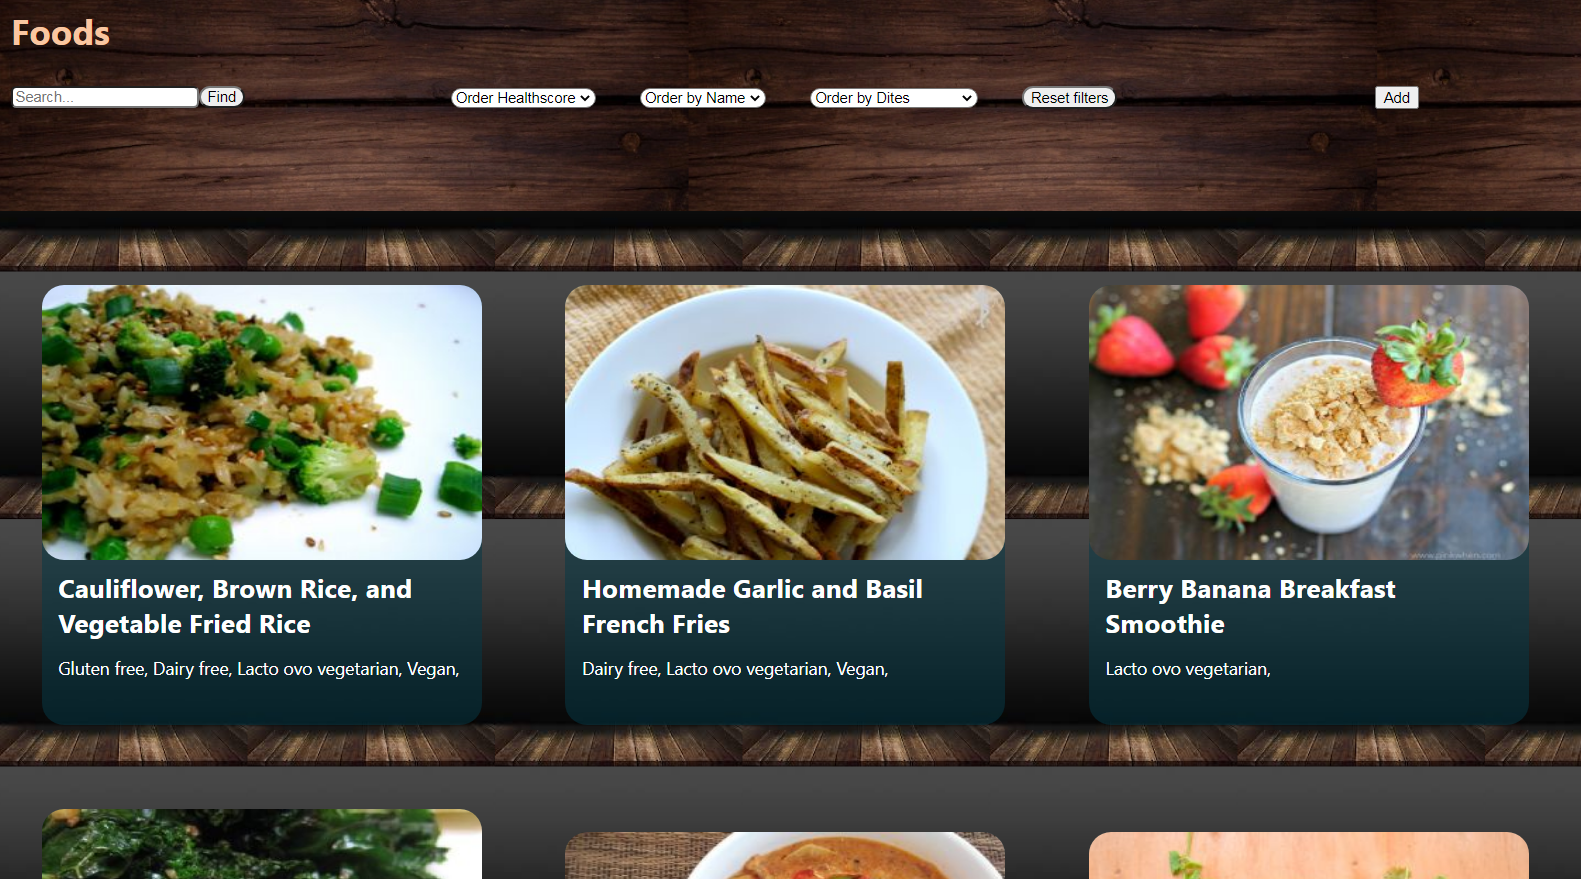 Foods
Search... Find Order Healthscore Order by Name Order by Dites Reset filters Add
Cauliflower, Brown Rice, and
Vegetable Fried Rice
Gluten free, Dairy free, Lacto ovo vegetarian, Vegan,
Homemade Garlic and Basil
French Fries
Dairy free, Lacto ovo vegetarian, Vegan,
Berry Banana Breakfast
Smoothie
Lacto ovo vegetarian,